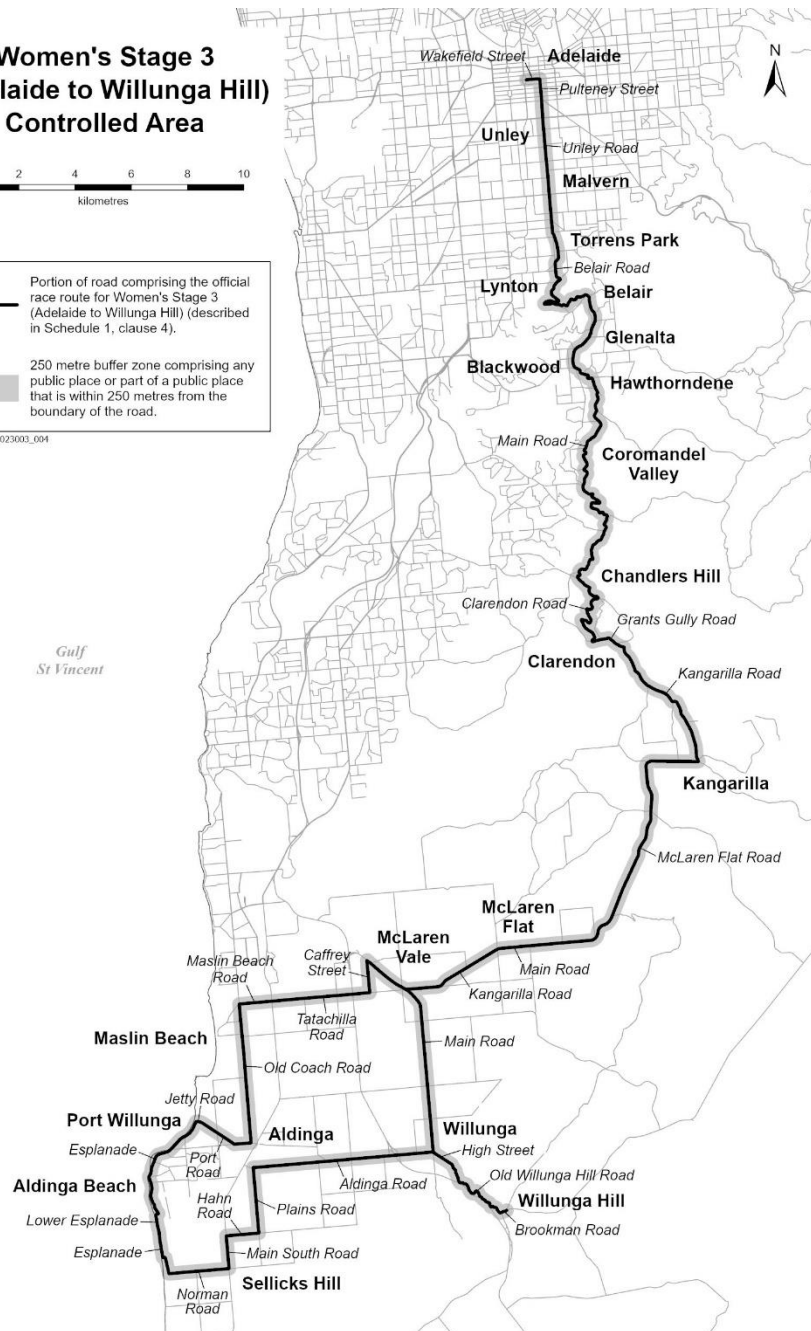 Women's Stage 3
laide to Willunga Hill)
Controlled Area
2 4 6 8 10
kilometres
Portion of road comprising the official
race route for Women's Stage 3
(Adelaide to Willunga Hill) (described
in Schedule 1, clause 4).
250 metre buffer zone comprising any
public place or part of a public place
that is within 250 metres from the
boundary of the road.
023003_004
N
Wakefield Street
Adelaide
Pulteney Street
Unley
Unley Road
Malvern
Torrens Park
Belair Road
Lynton
Belair
Glenalta
Blackwood
Hawthorndene
Main Road
Coromandel
Valley
Chandlers Hill
Clarendon Road
Grants Gully Road
Gulf
St Vincent
Clarendon
Kangarilla Road
Kangarilla
McLaren Flat Road
McLaren
Flat
McLaren
Vale
Caffrey
Street
Maslin Beach
Road
Main Road
Kangarilla Road
Tatachilla
Road
Maslin Beach
Main Road
Old Coach Road
Jetty Road
Port Willunga
Aldinga
Willunga
Esplanade
Port
Road
High Street
Aldinga Beach
Aldinga Road
Old Willunga Hill Road
Hahn
Road
Plains Road
Willunga Hill
Lower Esplanade
Brookman Road
Esplanade
Main South Road
Sellicks Hill
Norman
Road